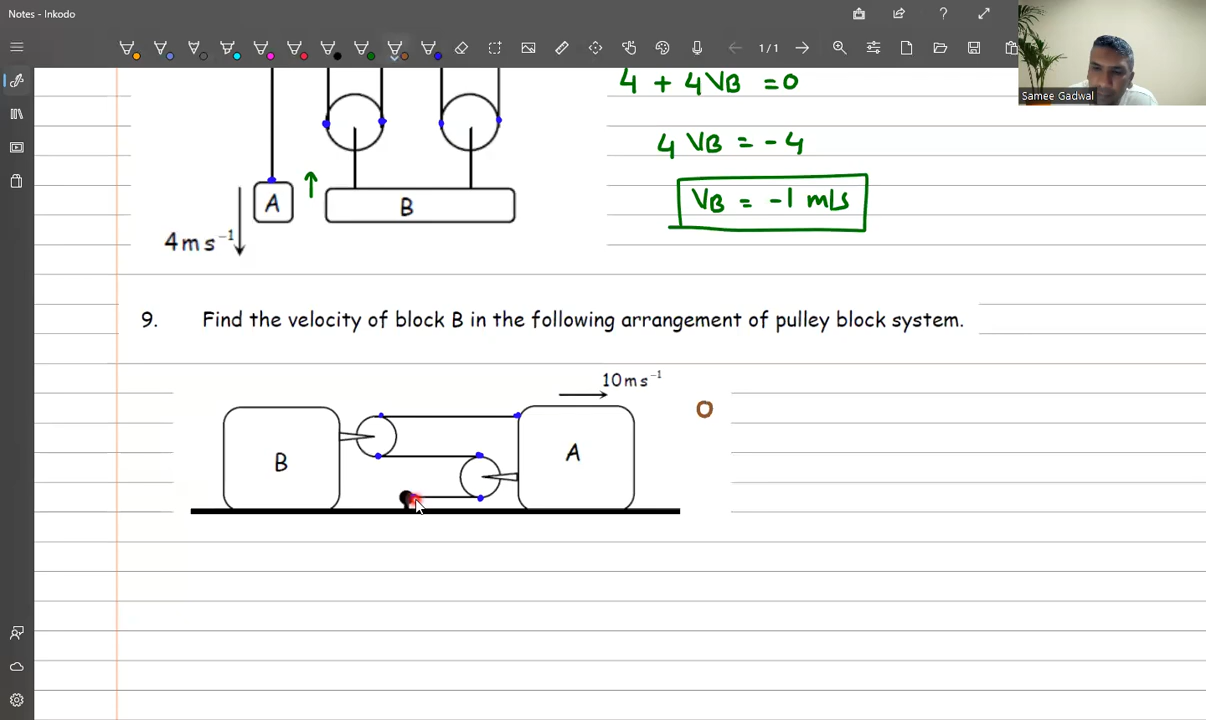 Notes - Inkodo
1 / 1
Samee Gadwal
4 + 4VB = 0
4 VB = -4
VB = -1 m/s
A
B
4 m s⁻¹
9. Find the velocity of block B in the following arrangement of pulley block system.
10 m s⁻¹
0
B
A